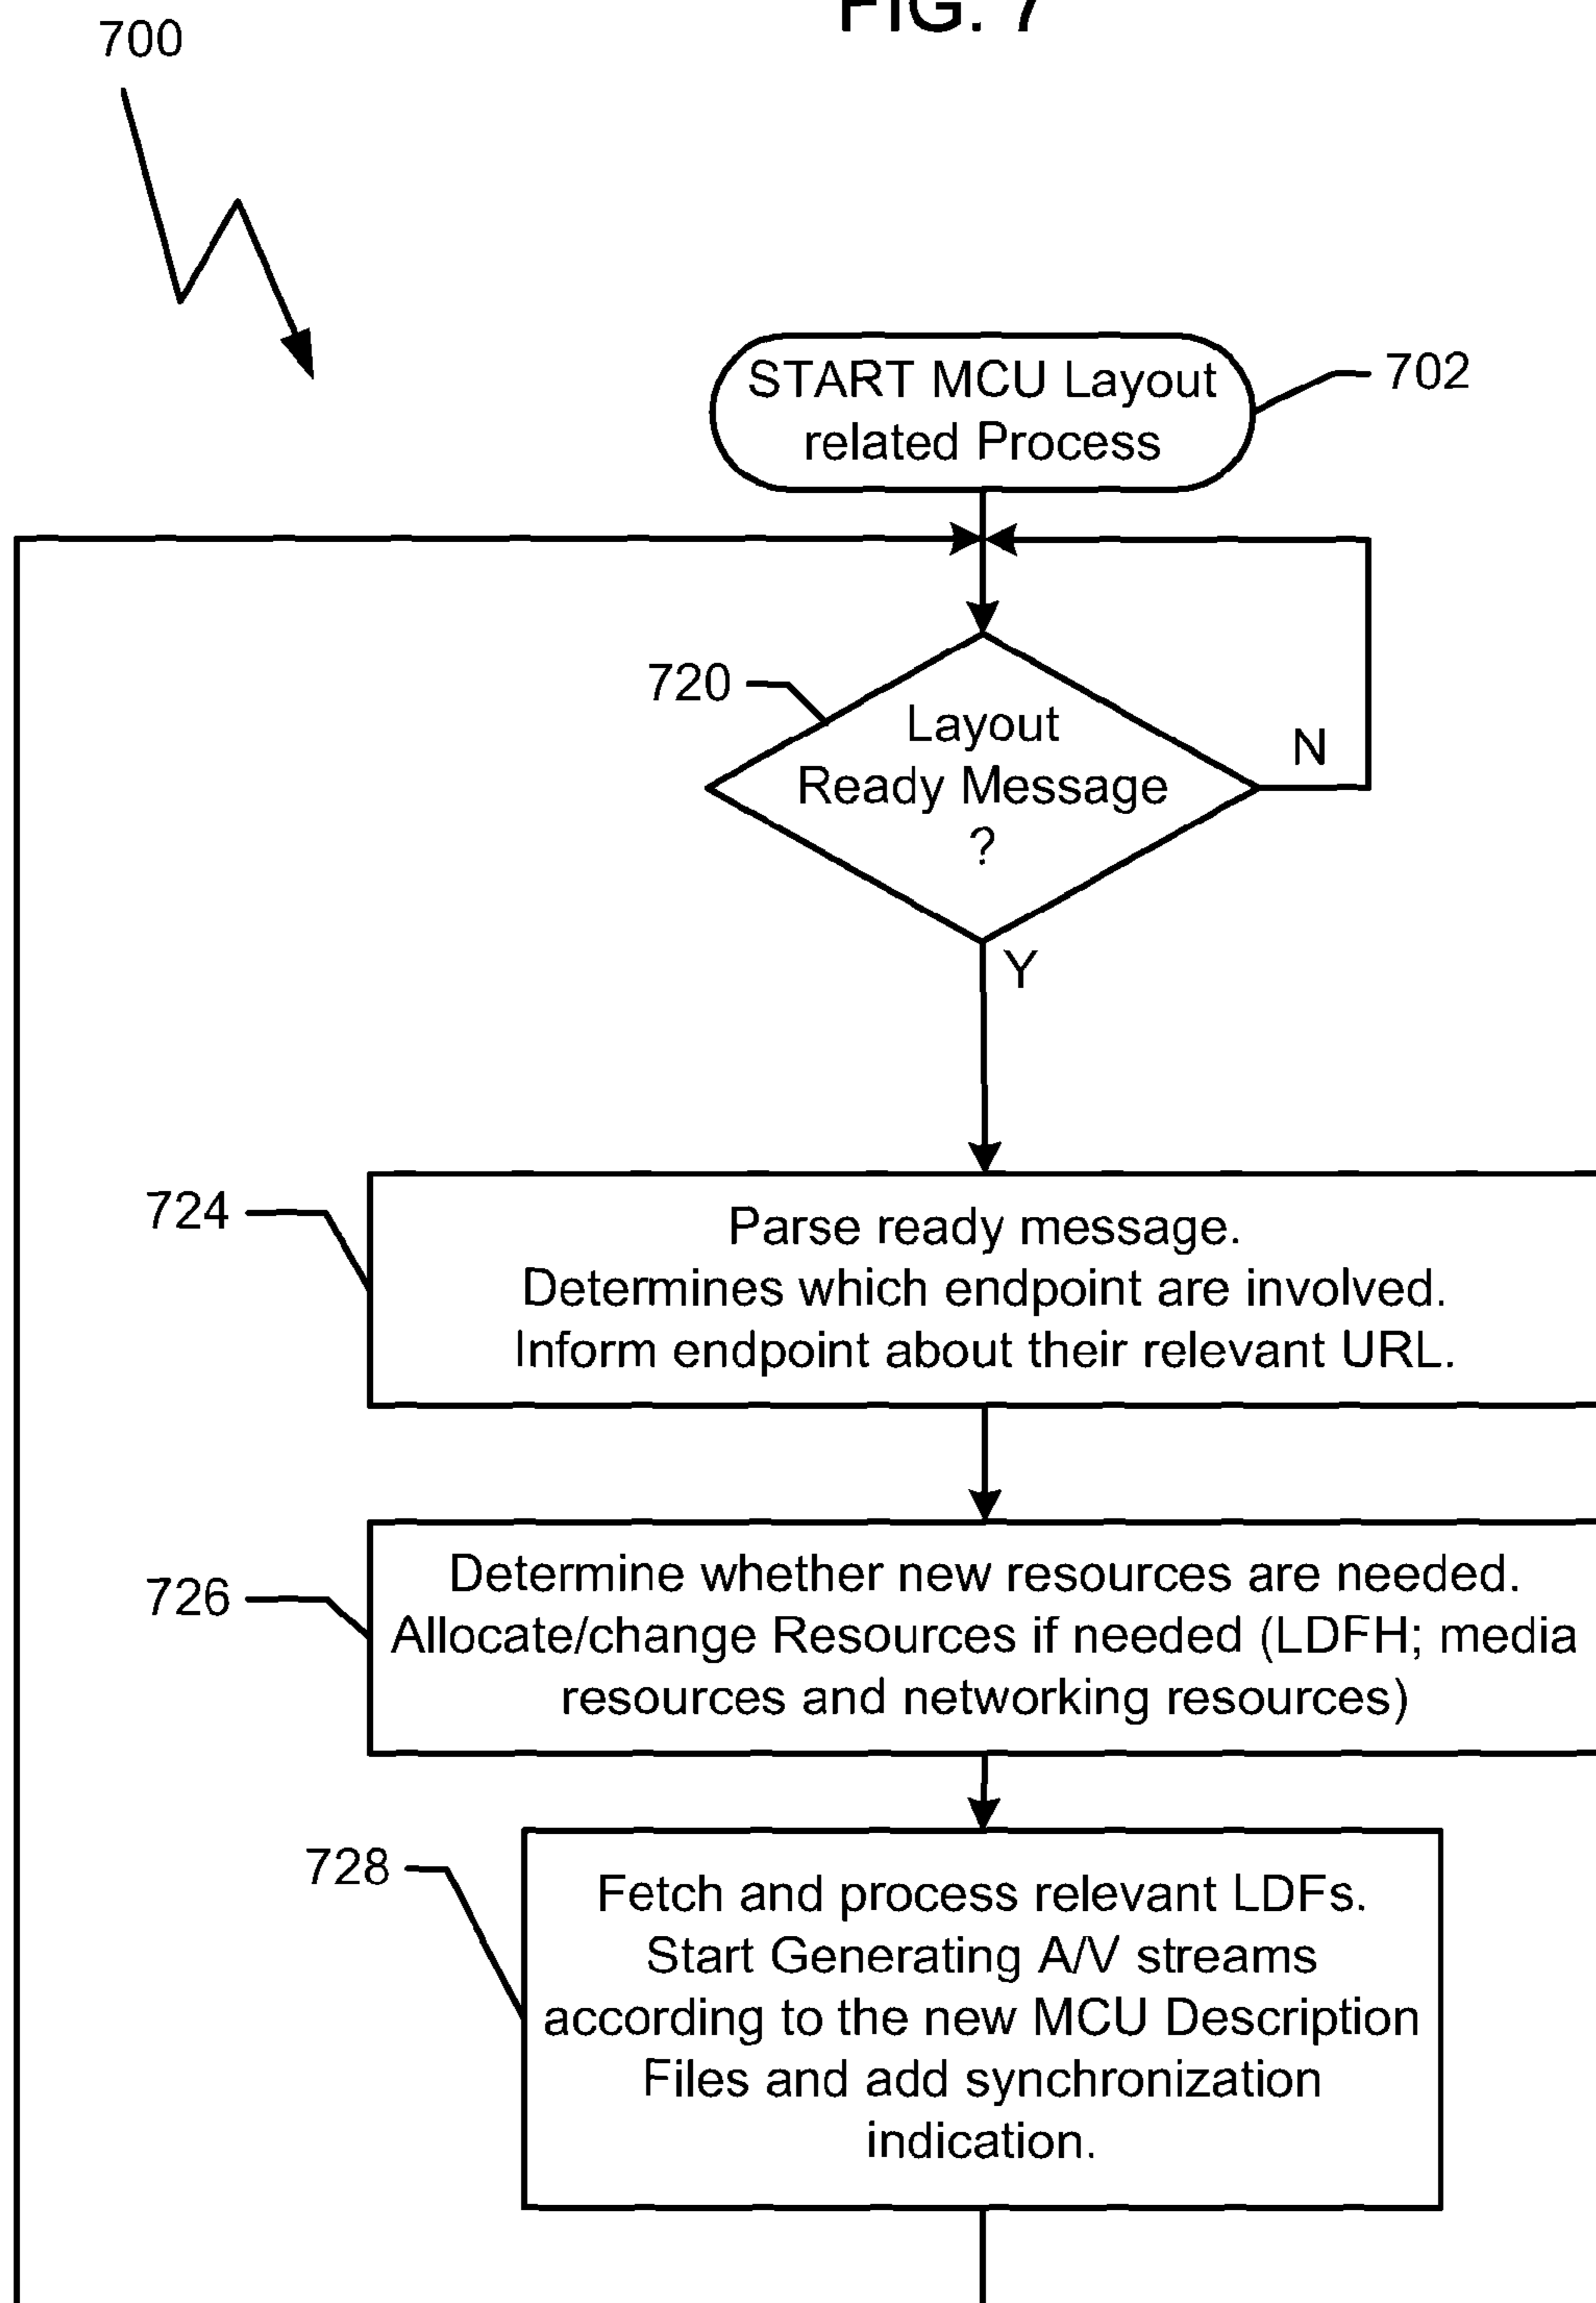 FIG. 7
700
START MCU Layout
related Process
702
720
Layout
Ready Message
?
N
Y
724
Parse ready message.
Determines which endpoint are involved.
Inform endpoint about their relevant URL.
726
Determine whether new resources are needed.
Allocate/change Resources if needed (LDFH; media
resources and networking resources)
728
Fetch and process relevant LDFs.
Start Generating A/V streams
according to the new MCU Description
Files and add synchronization
indication.